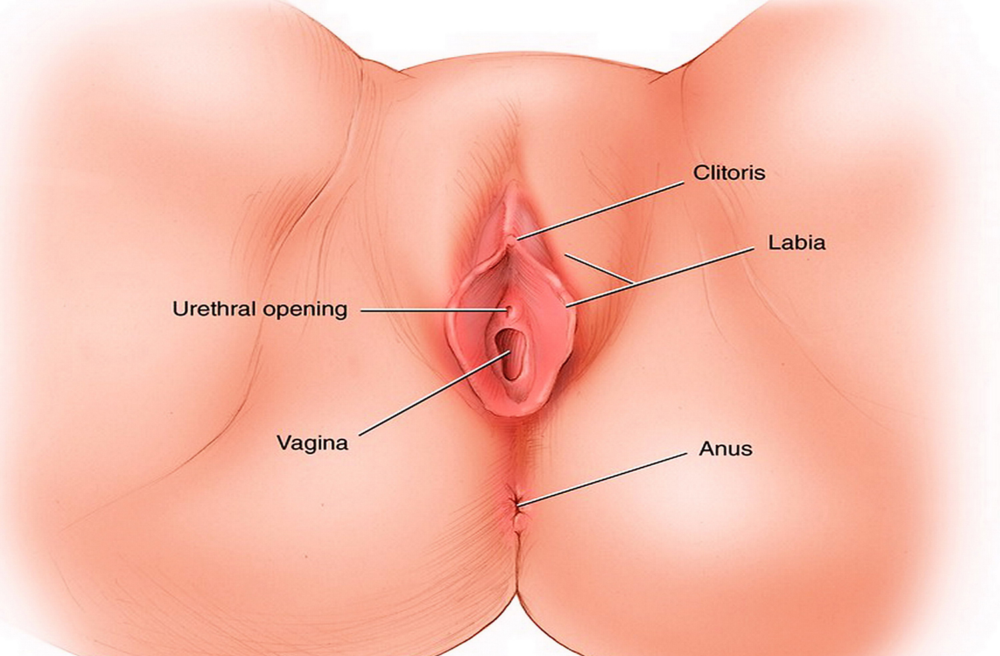 Clitoris
Labia
Urethral opening
Vagina
Anus